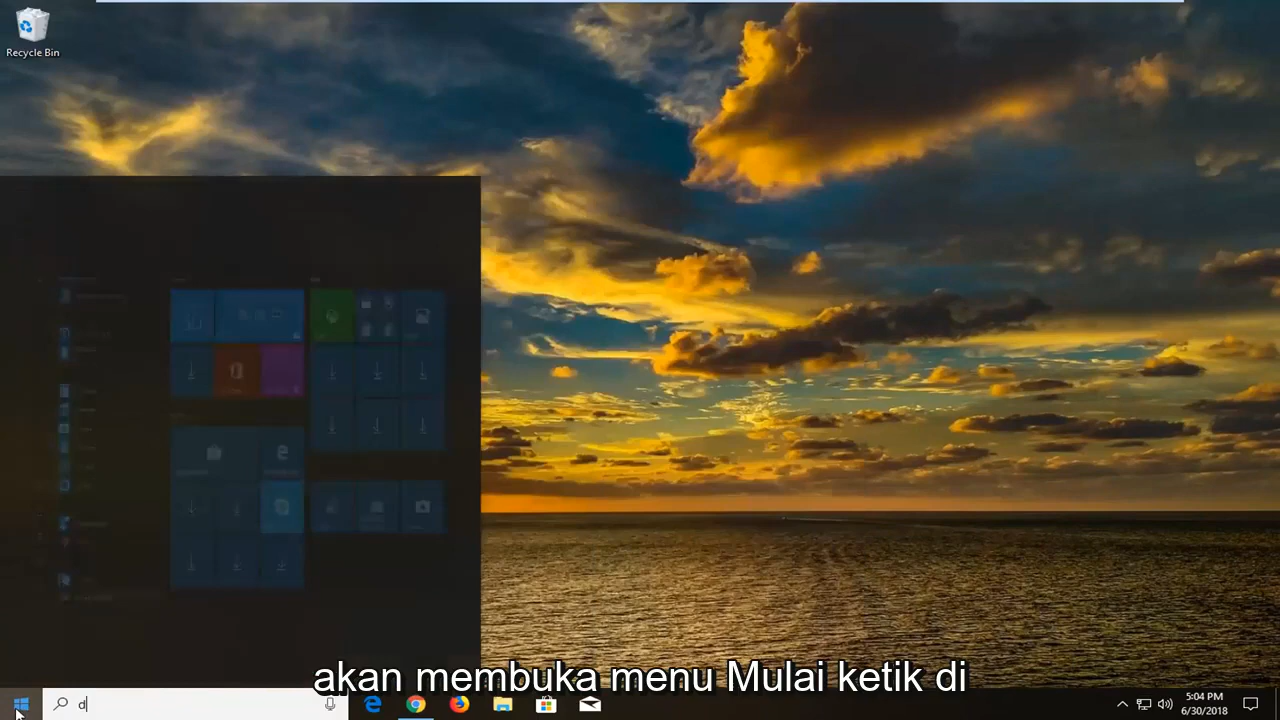 Recycle Bin
akan membuka menu Mulai ketik di
d
5:04 PM
6/30/2018